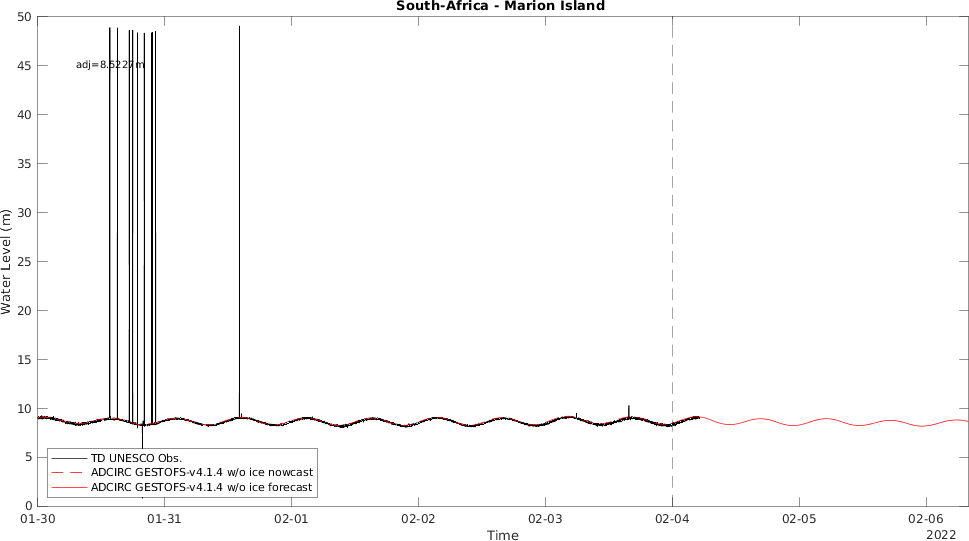 South-Africa - Marion Island
50
45
40
35
30
25
20
15
10
5
0
Water Level (m)
adj=8.5227m
TD UNESCO Obs.
ADCIRC GESTOFS-v4.1.4 w/o ice nowcast
ADCIRC GESTOFS-v4.1.4 w/o ice forecast
01-30
01-31
02-01
02-02
02-03
02-04
02-05
02-06
Time
2022